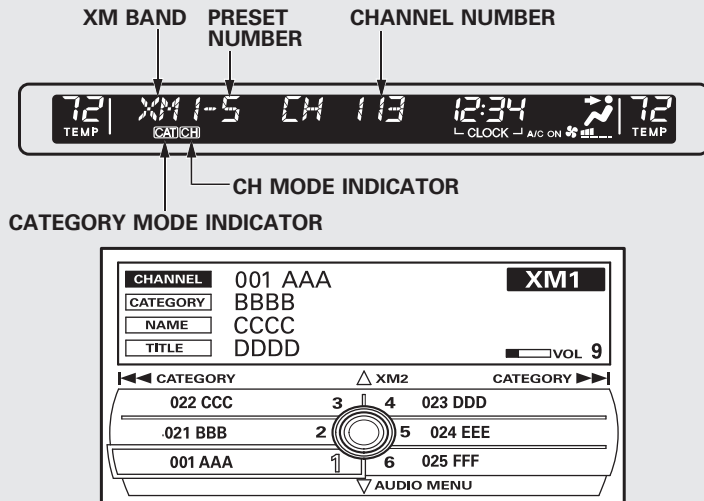 XM BAND PRESET NUMBER CHANNEL NUMBER
72 XM1-5 CH 113 12:34 72
TEMP CAT CH CLOCK A/C ON TEMP
CH MODE INDICATOR
CATEGORY MODE INDICATOR
CHANNEL 001 AAA XM1
CATEGORY BBBB
NAME CCCC
TITLE DDDD VOL 9
CATEGORY XM2 CATEGORY
022 CCC 3 4 023 DDD
021 BBB 2 5 024 EEE
001 AAA 1 6 025 FFF
AUDIO MENU